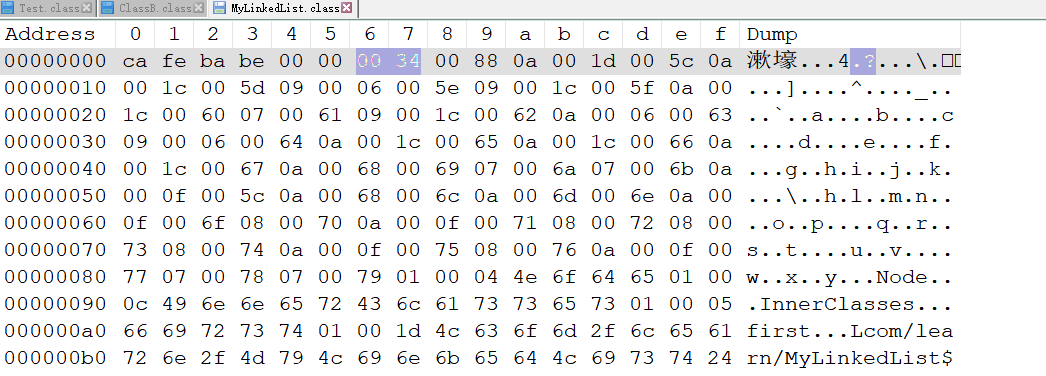 Test.class ClassB.class MyLinkedList.class
Address 0 1 2 3 4 5 6 7 8 9 a b c d e f Dump
00000000 ca fe ba be 00 00 00 34 00 88 0a 00 1d 00 5c 0a 漱壕...4.?...\.□□
00000010 00 1c 00 5d 09 00 06 00 5e 09 00 1c 00 5f 0a 00 ...]....^...._..
00000020 1c 00 60 07 00 61 09 00 1c 00 62 0a 00 06 00 63 ..`..a....b....c
00000030 09 00 06 00 64 0a 00 1c 00 65 0a 00 1c 00 66 0a ....d....e....f.
00000040 00 1c 00 67 0a 00 68 00 69 07 00 6a 07 00 6b 0a ...g..h.i..j..k.
00000050 00 0f 00 5c 0a 00 68 00 6c 0a 00 6d 00 6e 0a 00 ...\..h.l..m.n..
00000060 0f 00 6f 08 00 70 0a 00 0f 00 71 08 00 72 08 00 ..o..p....q..r..
00000070 73 08 00 74 0a 00 0f 00 75 08 00 76 0a 00 0f 00 s..t....u..v....
00000080 77 07 00 78 07 00 79 01 00 04 4e 6f 64 65 01 00 w..x..y...Node..
00000090 0c 49 6e 6e 65 72 43 6c 61 73 73 65 73 01 00 05 .InnerClasses...
000000a0 66 69 72 73 74 01 00 1d 4c 63 6f 6d 2f 6c 65 61 first...Lcom/lea
000000b0 72 6e 2f 4d 79 4c 69 6e 6b 65 64 4c 69 73 74 24 rn/MyLinkedList$